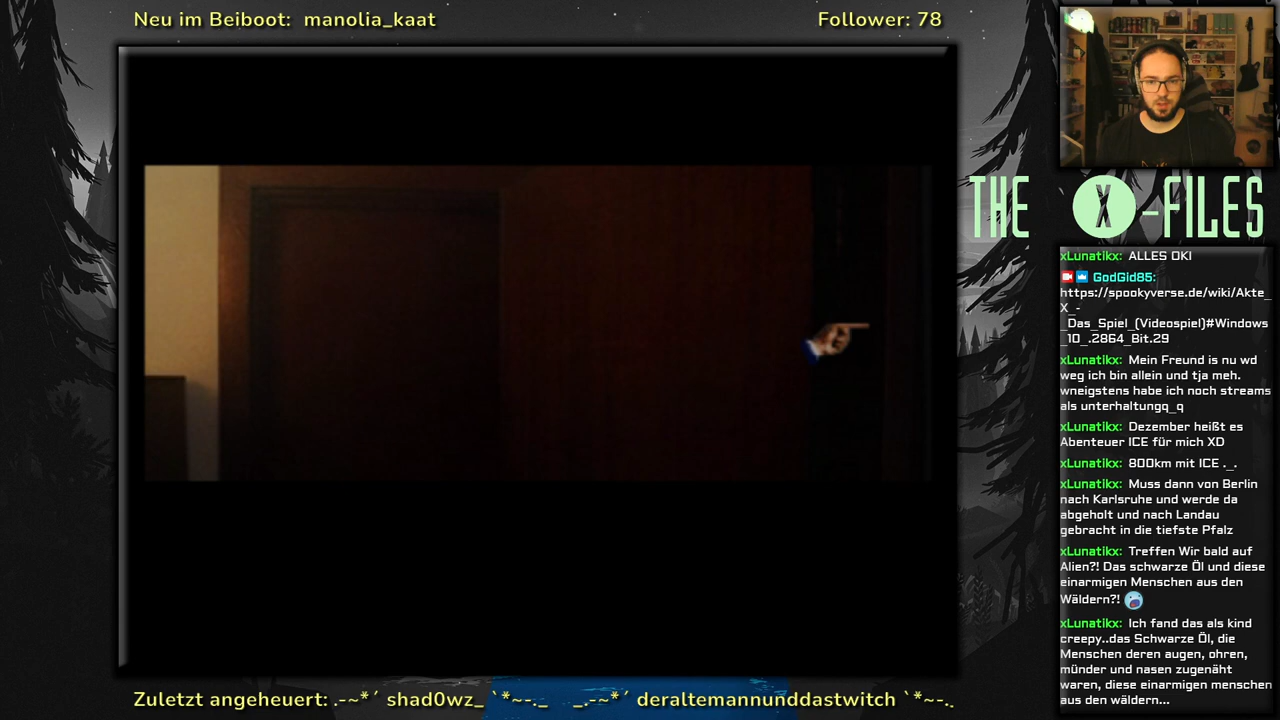 Neu im Beiboot: manolia_kaat
Follower: 78
THE X-FILES
xLunatikx: ALLES OKI
GodGid85:
https://spookyverse.de/wiki/Akte_
X_-
_Das_Spiel_(Videospiel)#Windows
_10_.2864_Bit.29
xLunatikx: Mein Freund is nu wd
weg ich bin allein und tja meh.
wneigstens habe ich noch streams
als unterhaltungq_q
xLunatikx: Dezember heißt es
Abenteuer ICE für mich XD
xLunatikx: 800km mit ICE ._.
xLunatikx: Muss dann von Berlin
nach Karlsruhe und werde da
abgeholt und nach Landau
gebracht in die tiefste Pfalz
xLunatikx: Treffen Wir bald auf
Alien?! Das schwarze Öl und diese
einarmigen Menschen aus den
Wäldern?!
xLunatikx: Ich fand das als kind
creepy..das Schwarze Öl, die
Menschen deren augen, ohren,
münder und nasen zugenäht
waren, diese einarmigen menschen
aus den wäldern...
Zuletzt angeheuert: .-~*´ shad0wz_ `*~-._ _.-~*´ deraltemannunddastwitch `*~-._